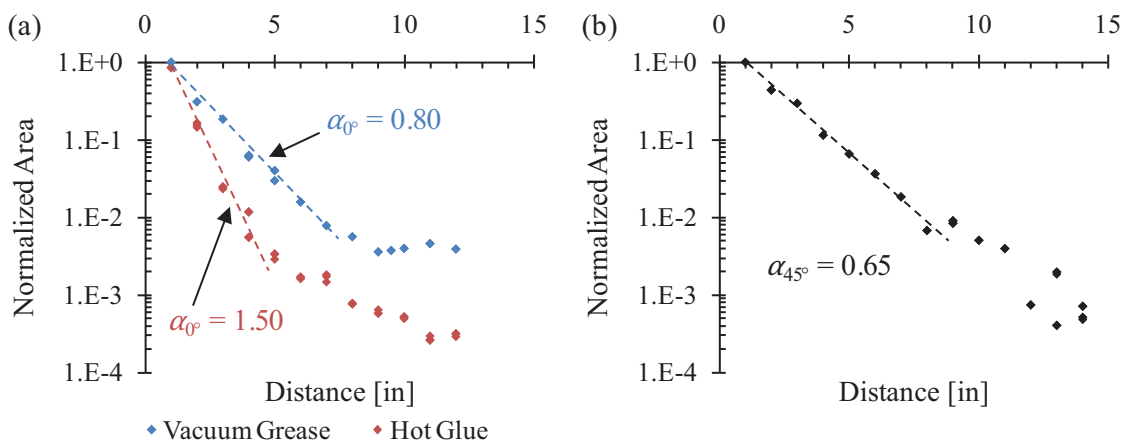 (a)
0 5 10 15
1.E+0
1.E-1
1.E-2
1.E-3
1.E-4
Normalized Area
α0° = 0.80
α0° = 1.50
Distance [in]
Vacuum Grease Hot Glue
(b)
0 5 10 15
1.E+0
1.E-1
1.E-2
1.E-3
1.E-4
Normalized Area
α45° = 0.65
Distance [in]